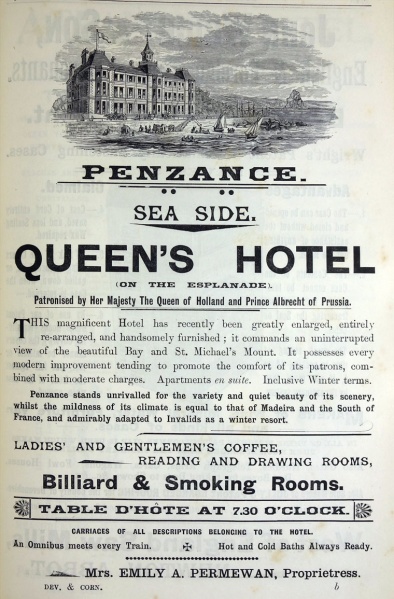 PENZANCE.
SEA SIDE.
QUEEN'S HOTEL
(ON THE ESPLANADE).
Patronised by Her Majesty The Queen of Holland and Prince Albrecht of Prussia.
THIS magnificent Hotel has recently been greatly enlarged, entirely
re-arranged, and handsomely furnished; it commands an uninterrupted
view of the beautiful Bay and St. Michael's Mount. It possesses every
modern improvement tending to promote the comfort of its patrons, com-
bined with moderate charges. Apartments en suite. Inclusive Winter terms.
Penzance stands unrivalled for the variety and quiet beauty of its scenery,
whilst the mildness of its climate is equal to that of Madeira and the South of
France, and admirably adapted to Invalids as a winter resort.
LADIES' AND GENTLEMEN'S COFFEE,
READING AND DRAWING ROOMS,
Billiard & Smoking Rooms.
TABLE D'HÔTE AT 7.30 O'CLOCK.
CARRIAGES OF ALL DESCRIPTIONS BELONGING TO THE HOTEL.
An Omnibus meets every Train. ✠ Hot and Cold Baths Always Ready.
Mrs. EMILY A. PERMEWAN, Proprietress.
DEV. & CORN. b